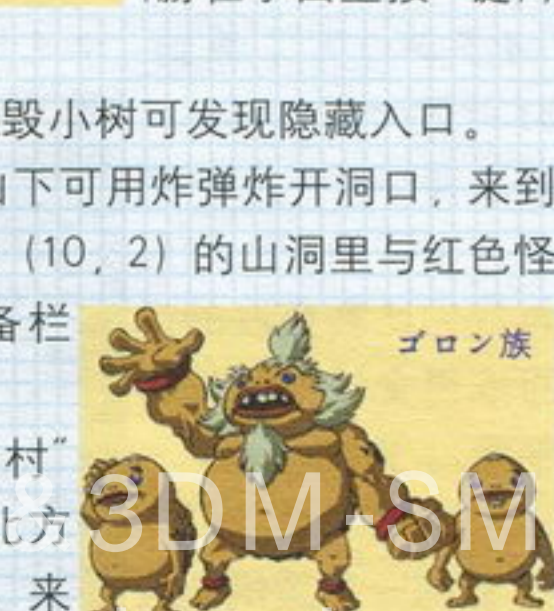 毁小树可发现隐藏入口。
山下可用炸弹炸开洞口，来到
(10，2) 的山洞里与红色怪
备栏
ゴロン族
村”
北方
来
3DM-SM